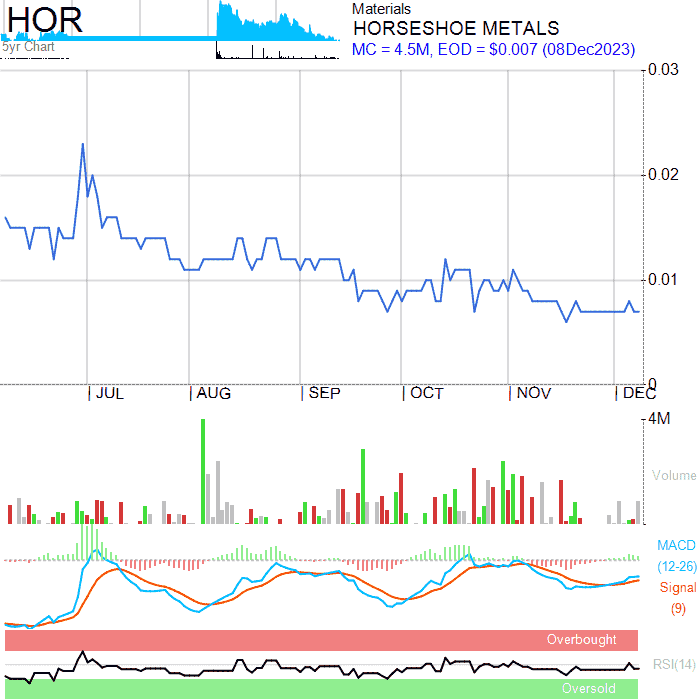 HOR
5yr Chart
Materials
HORSESHOE METALS
MC = 4.5M, EOD = $0.007 (08Dec2023)
0.03
0.02
0.01
0
JUL AUG SEP OCT NOV DEC
4M
Volume
MACD
(12-26)
Signal
(9)
Overbought
RSI(14)
Oversold